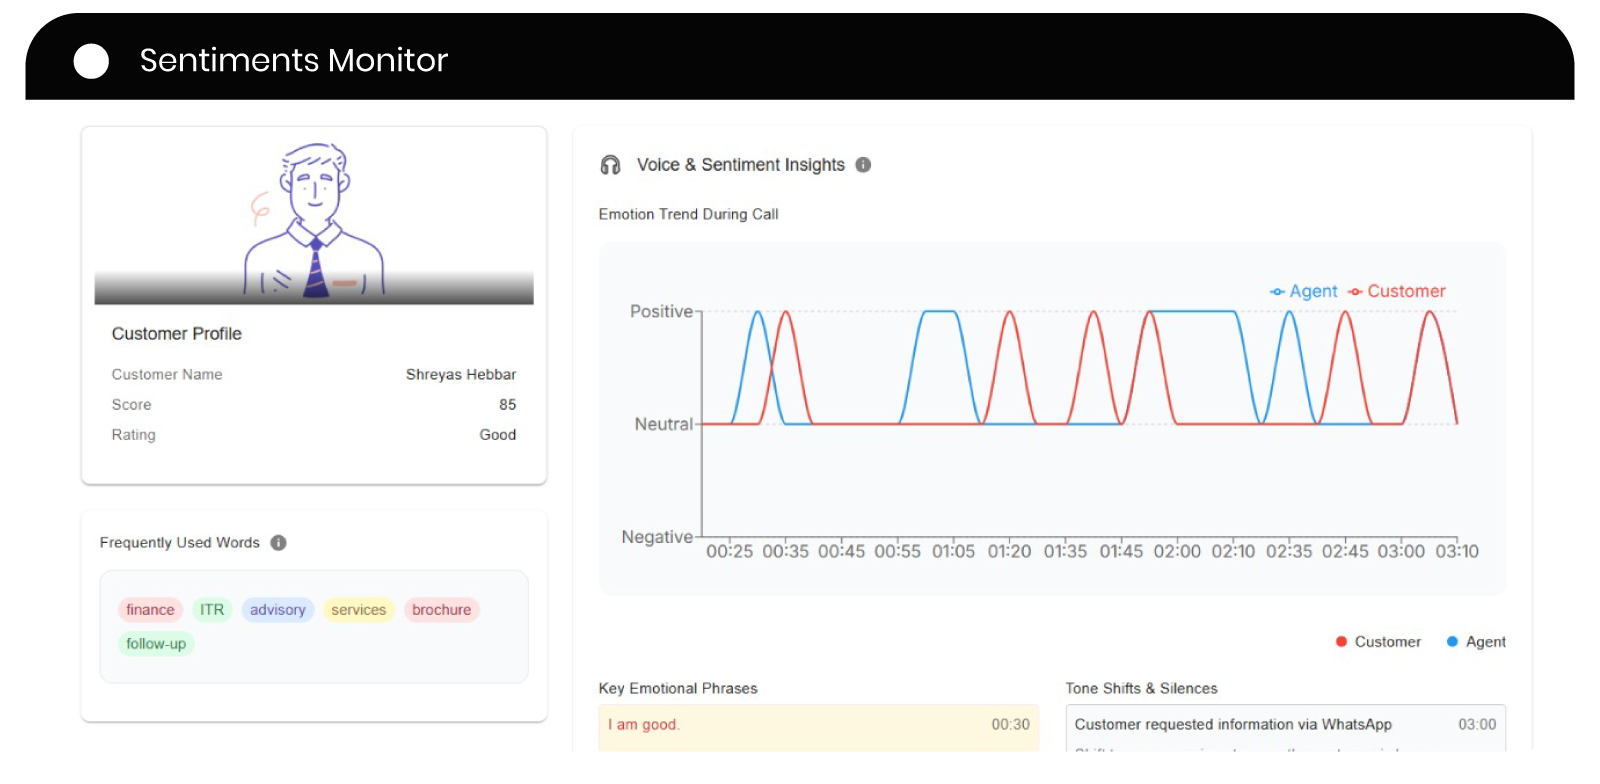 Sentiments Monitor
Customer Profile
Customer Name Shreyas Hebbar
Score 85
Rating Good
Frequently Used Words
finance ITR advisory services brochure
follow-up
Voice & Sentiment Insights
Emotion Trend During Call
Agent Customer
Positive
Neutral
Negative
00:25 00:35 00:45 00:55 01:05 01:20 01:35 01:45 02:00 02:10 02:35 02:45 03:00 03:10
Customer Agent
Key Emotional Phrases
I am good. 00:30
Tone Shifts & Silences
Customer requested information via WhatsApp 03:00